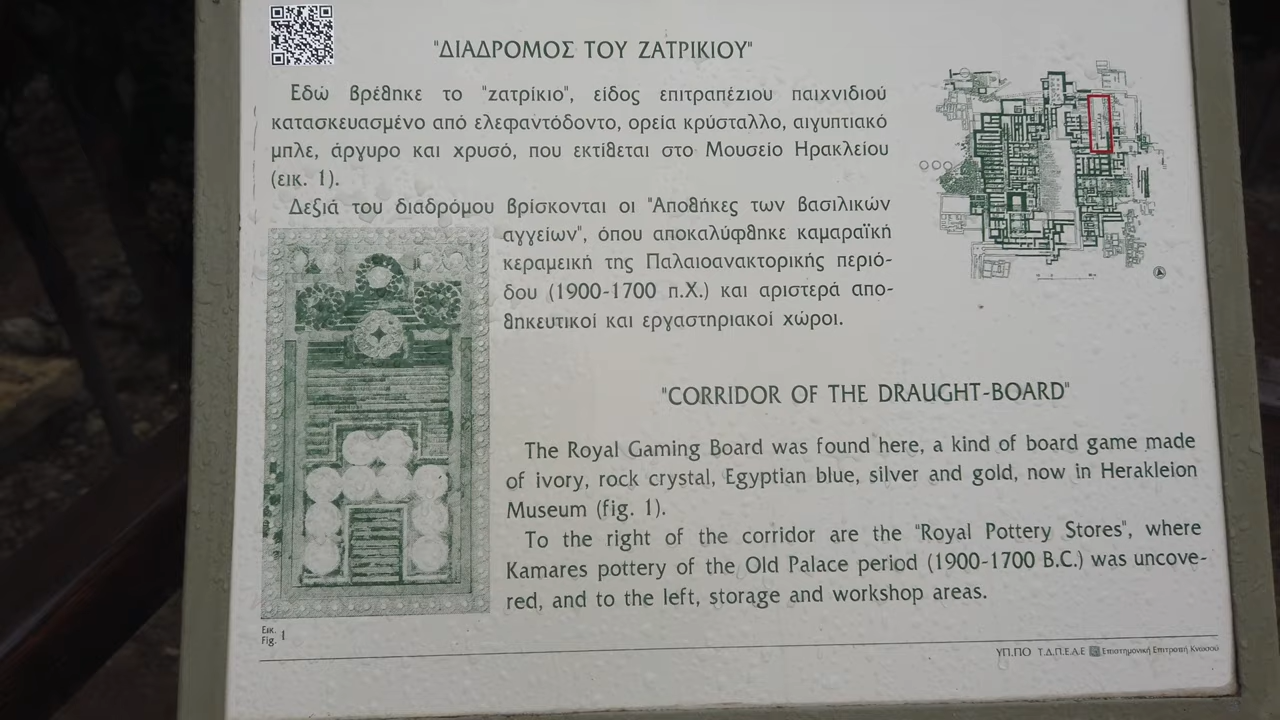 "ΔΙΑΔΡΟΜΟΣ ΤΟΥ ΖΑΤΡΙΚΙΟΥ"
Εδώ βρέθηκε το "ζατρίκιο", είδος επιτραπέζιου παιχνιδιού
κατασκευασμένο από ελεφαντόδοντο, ορεία κρύσταλλο, αιγυπτιακό
μπλε, άργυρο και χρυσό, που εκτίθεται στο Μουσείο Ηρακλείου
(εικ. 1).
Δεξιά του διαδρόμου βρίσκονται οι "Αποθήκες των βασιλικών
αγγείων", όπου αποκαλύφθηκε καμαραϊκή
κεραμεική της Παλαιοανακτορικής περιό-
δου (1900-1700 π.Χ.) και αριστερά απο-
θηκευτικοί και εργαστηριακοί χώροι.
"CORRIDOR OF THE DRAUGHT-BOARD"
The Royal Gaming Board was found here, a kind of board game made
of ivory, rock crystal, Egyptian blue, silver and gold, now in Herakleion
Museum (fig. 1).
To the right of the corridor are the "Royal Pottery Stores", where
Kamares pottery of the Old Palace period (1900-1700 B.C.) was uncove-
red, and to the left, storage and workshop areas.
Εικ.
Fig. 1
ΥΠ.ΠΟ Τ.Δ.Π.Ε.Α.Ε Επιστημονική Επιτροπή Κνωσού